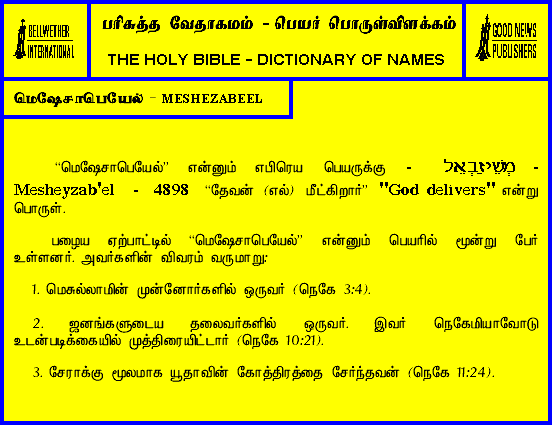 BELLWETHER
INTERNATIONAL
பரிசுத்த வேதாகமம் - பெயர் பொருள்விளக்கம்
THE HOLY BIBLE - DICTIONARY OF NAMES
GOOD NEWS
PUBLISHERS
மெஷேசாபெயேல் - MESHEZABEEL
“மெஷேசாபெயேல்” என்னும் எபிரெய பெயருக்கு - מְשֵׁיזַבְאֵל -
Mesheyzab'el - 4898 “தேவன் (எல்) மீட்கிறார்” "God delivers" என்று
பொருள்.
பழைய ஏற்பாட்டில் “மெஷேசாபெயேல்” என்னும் பெயரில் மூன்று பேர்
உள்ளனர். அவர்களின் விவரம் வருமாறு:
1. மெசுல்லாமின் முன்னோர்களில் ஒருவர் (நெகே 3:4).
2. ஜனங்களுடைய தலைவர்களில் ஒருவர். இவர் நெகேமியாவோடு
உடன்படிக்கையில் முத்திரையிட்டார் (நெகே 10:21).
3. சேராக்கு மூலமாக யூதாவின் கோத்திரத்தை சேர்ந்தவன் (நெகே 11:24).